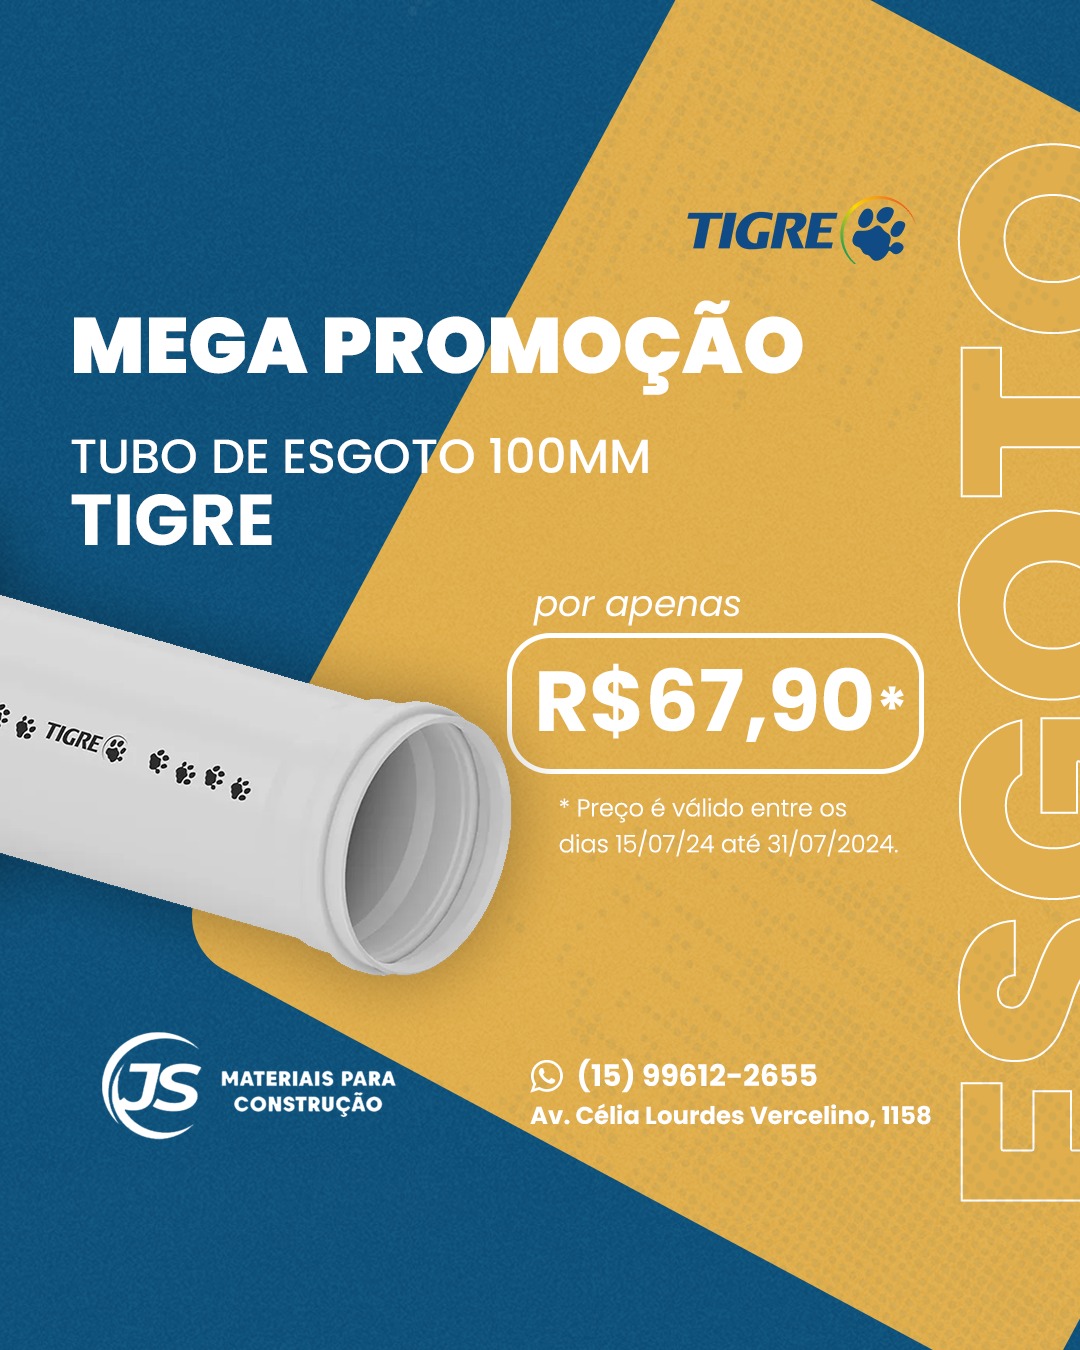 TIGRE
MEGA PROMOÇÃO
TUBO DE ESGOTO 100MM
TIGRE
por apenas
R$67,90*
* Preço é válido entre os
dias 15/07/24 até 31/07/2024.
TIGRE
JS
MATERIAIS PARA
CONSTRUÇÃO
(15) 99612-2655
Av. Célia Lourdes Vercelino, 1158
ESGOTO